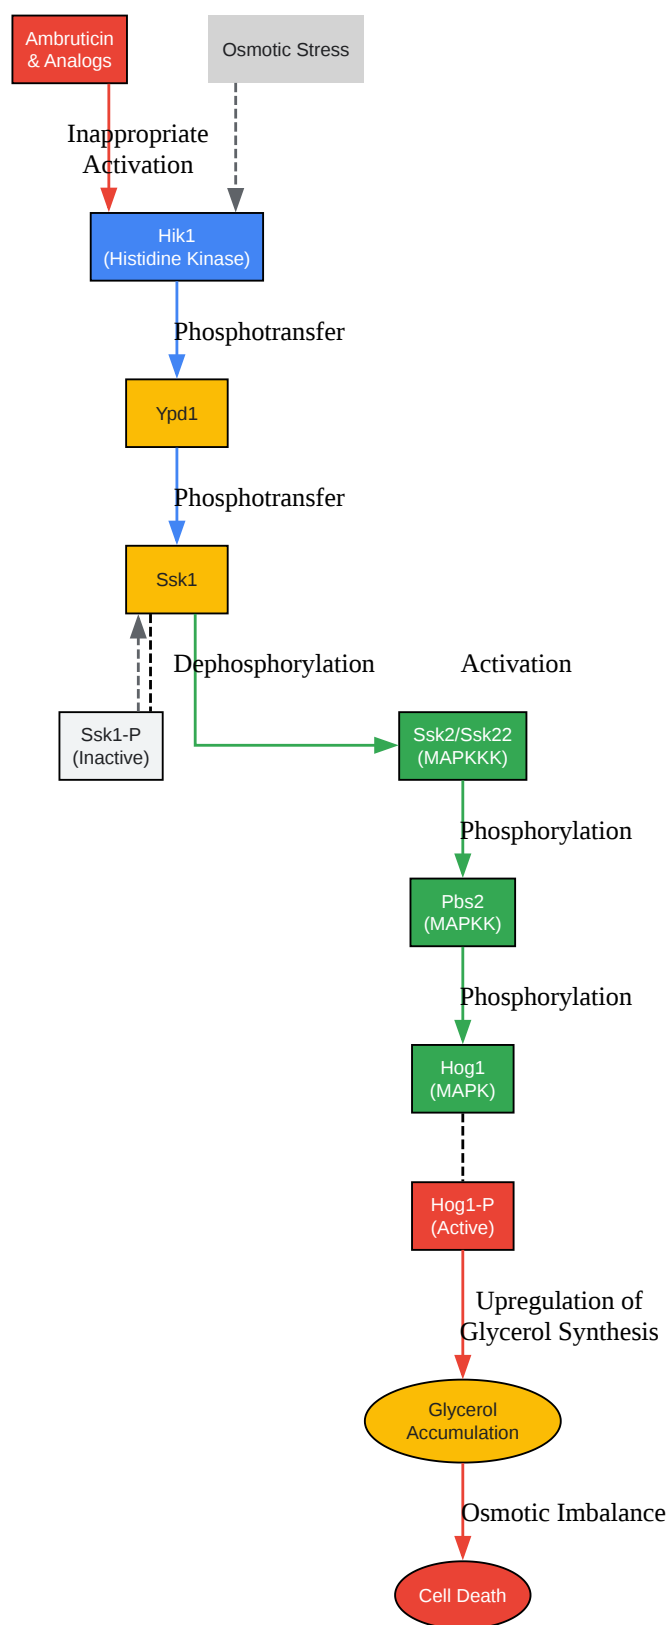 Ambruticin
& Analogs
Osmotic Stress
Inappropriate
Activation
Hik1
(Histidine Kinase)
Phosphotransfer
Ypd1
Phosphotransfer
Ssk1
Dephosphorylation
Activation
Ssk1-P
(Inactive)
Ssk2/Ssk22
(MAPKKK)
Phosphorylation
Pbs2
(MAPKK)
Phosphorylation
Hog1
(MAPK)
Hog1-P
(Active)
Upregulation of
Glycerol Synthesis
Glycerol
Accumulation
Osmotic Imbalance
Cell Death